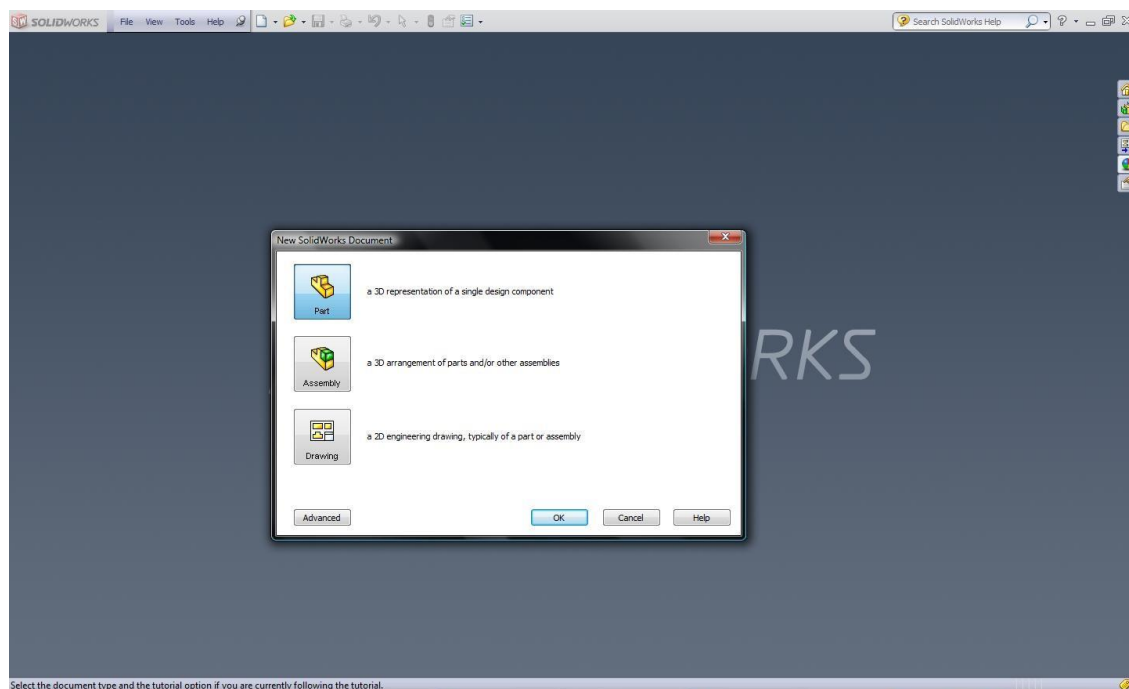 SOLIDWORKS File View Tools Help Search SolidWorks Help
New SolidWorks Document
Part
a 3D representation of a single design component
Assembly
a 3D arrangement of parts and/or other assemblies
RKS
Drawing
a 2D engineering drawing, typically of a part or assembly
Advanced OK Cancel Help
Select the document type and the tutorial option if you are currently following the tutorial.